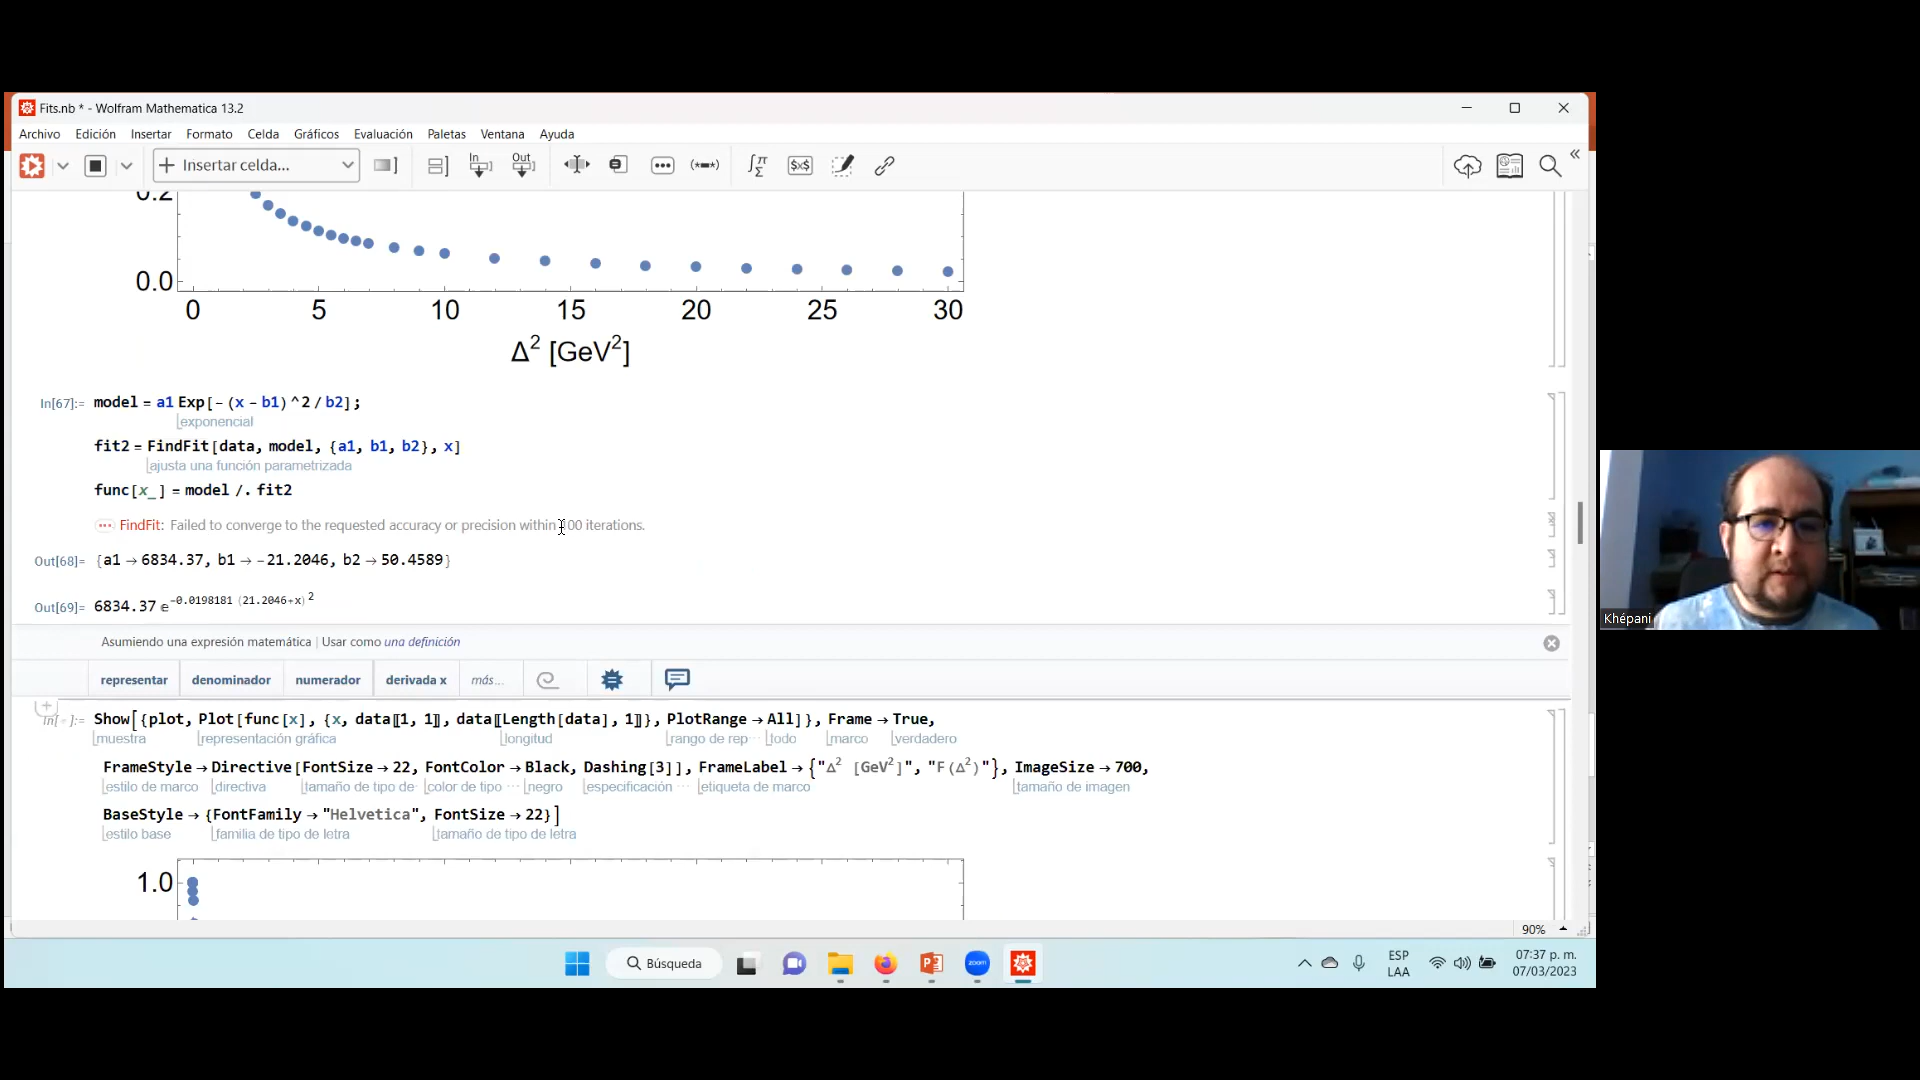 Fits.nb * - Wolfram Mathematica 13.2
Archivo Edición Insertar Formato Celda Gráficos Evaluación Paletas Ventana Ayuda
Insertar celda... In Out $x$
0.2
0.0
0 5 10 15 20 25 30
Δ² [GeV²]
In[67]:= model = a1 Exp[-(x - b1)^2 / b2];
exponencial
fit2 = FindFit[data, model, {a1, b1, b2}, x]
ajusta una función parametrizada
func[x_] = model /. fit2
FindFit: Failed to converge to the requested accuracy or precision within 100 iterations.
Out[68]= {a1 → 6834.37, b1 → -21.2046, b2 → 50.4589}
Out[69]= 6834.37 e^-0.0198181 (21.2046+x)^2
Asumiendo una expresión matemática | Usar como una definición
representar denominador numerador derivada x más...
In[◦]:= Show[{plot, Plot[func[x], {x, data〚1, 1〛, data〚Length[data], 1〛}, PlotRange → All]}, Frame → True,
muestra representación gráfica longitud rango de rep··· todo marco verdadero
FrameStyle → Directive[FontSize → 22, FontColor → Black, Dashing[3]], FrameLabel → {"Δ² [GeV²]", "F(Δ²)"}, ImageSize → 700,
estilo de marco directiva tamaño de tipo de· color de tipo ··· negro especificación ··· etiqueta de marco tamaño de imagen
BaseStyle → {FontFamily → "Helvetica", FontSize → 22}]
estilo base familia de tipo de letra tamaño de tipo de letra
1.0
90%
Búsqueda zoom ESP LAA 07:37 p. m. 07/03/2023
Khépani